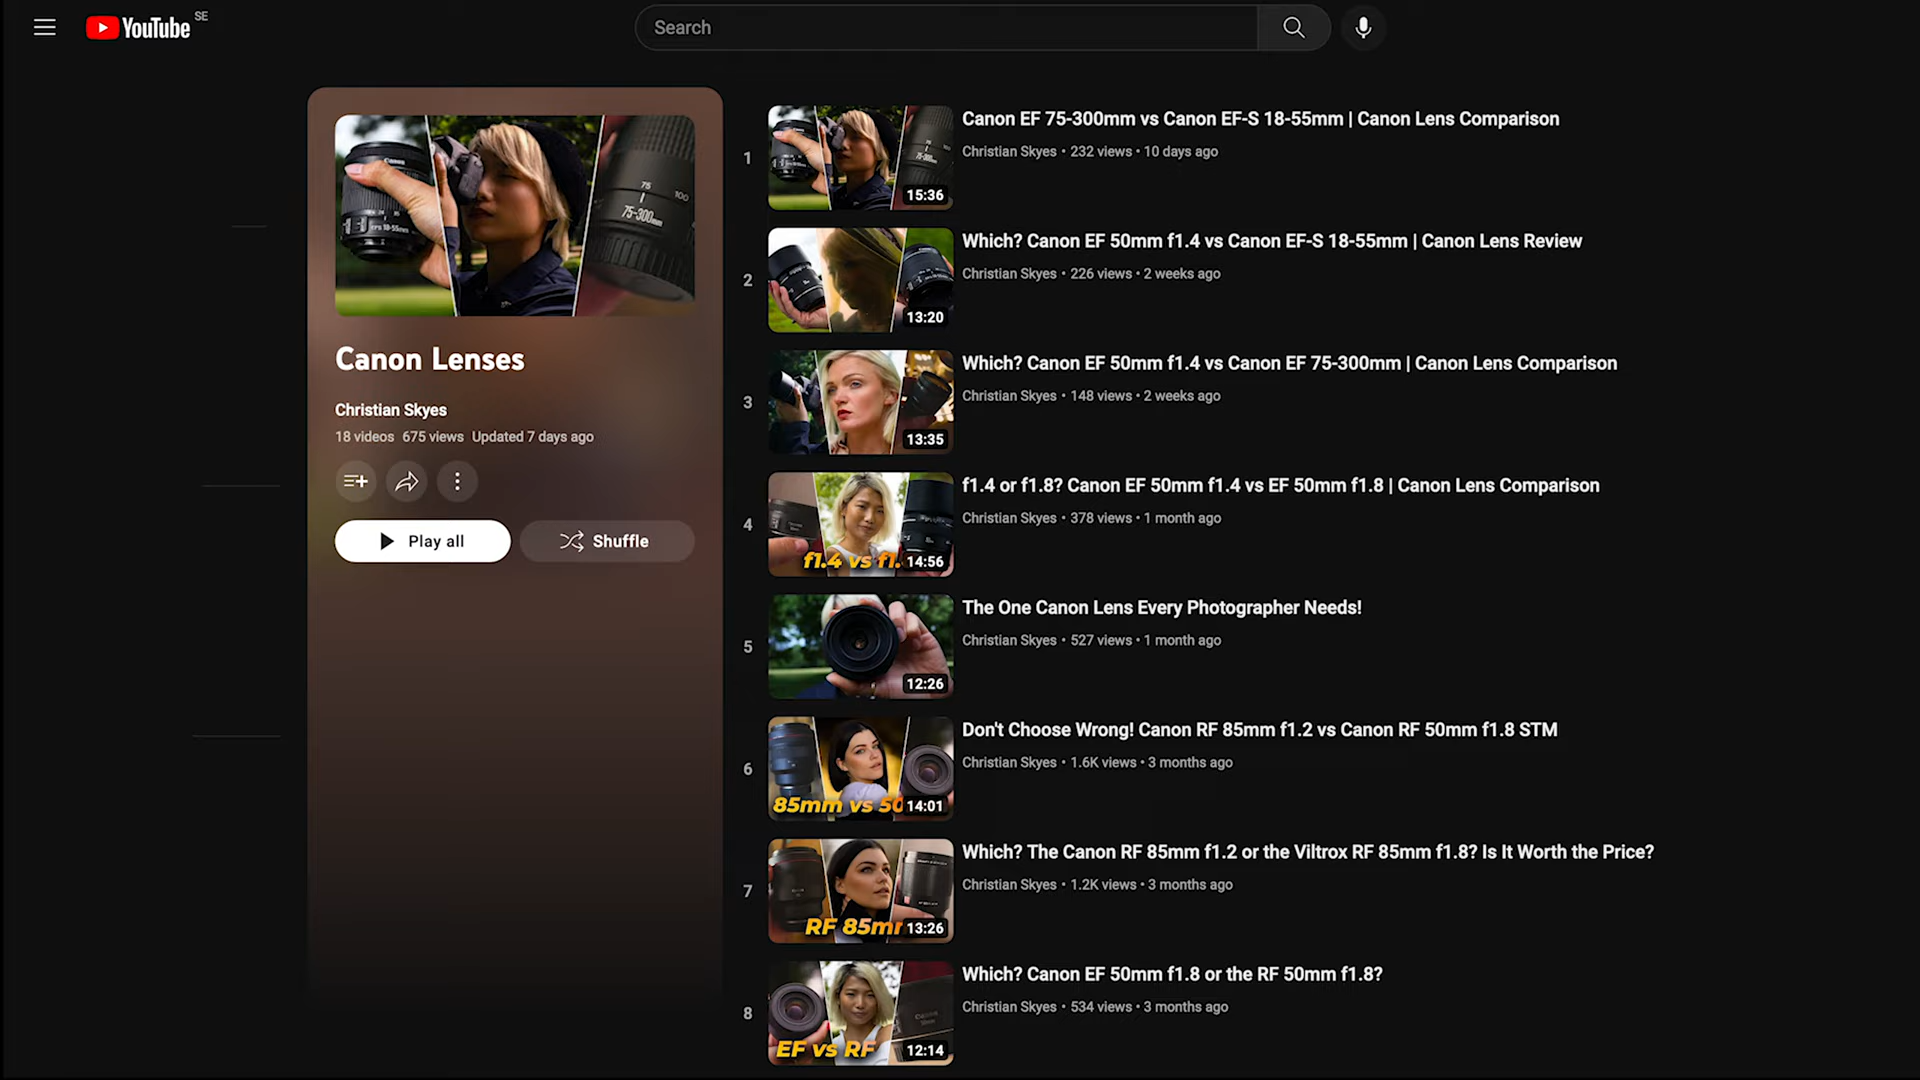 YouTube SE
Search
Canon Lenses
Christian Skyes
18 videos 675 views Updated 7 days ago
Play all
Shuffle
1
15:36
Canon EF 75-300mm vs Canon EF-S 18-55mm | Canon Lens Comparison
Christian Skyes • 232 views • 10 days ago
2
13:20
Which? Canon EF 50mm f1.4 vs Canon EF-S 18-55mm | Canon Lens Review
Christian Skyes • 226 views • 2 weeks ago
3
13:35
Which? Canon EF 50mm f1.4 vs Canon EF 75-300mm | Canon Lens Comparison
Christian Skyes • 148 views • 2 weeks ago
4
f1.4 vs f1.
14:56
f1.4 or f1.8? Canon EF 50mm f1.4 vs EF 50mm f1.8 | Canon Lens Comparison
Christian Skyes • 378 views • 1 month ago
5
12:26
The One Canon Lens Every Photographer Needs!
Christian Skyes • 527 views • 1 month ago
6
85mm vs 50
14:01
Don't Choose Wrong! Canon RF 85mm f1.2 vs Canon RF 50mm f1.8 STM
Christian Skyes • 1.6K views • 3 months ago
7
RF 85mm
13:26
Which? The Canon RF 85mm f1.2 or the Viltrox RF 85mm f1.8? Is It Worth the Price?
Christian Skyes • 1.2K views • 3 months ago
8
EF vs RF
12:14
Which? Canon EF 50mm f1.8 or the RF 50mm f1.8?
Christian Skyes • 534 views • 3 months ago